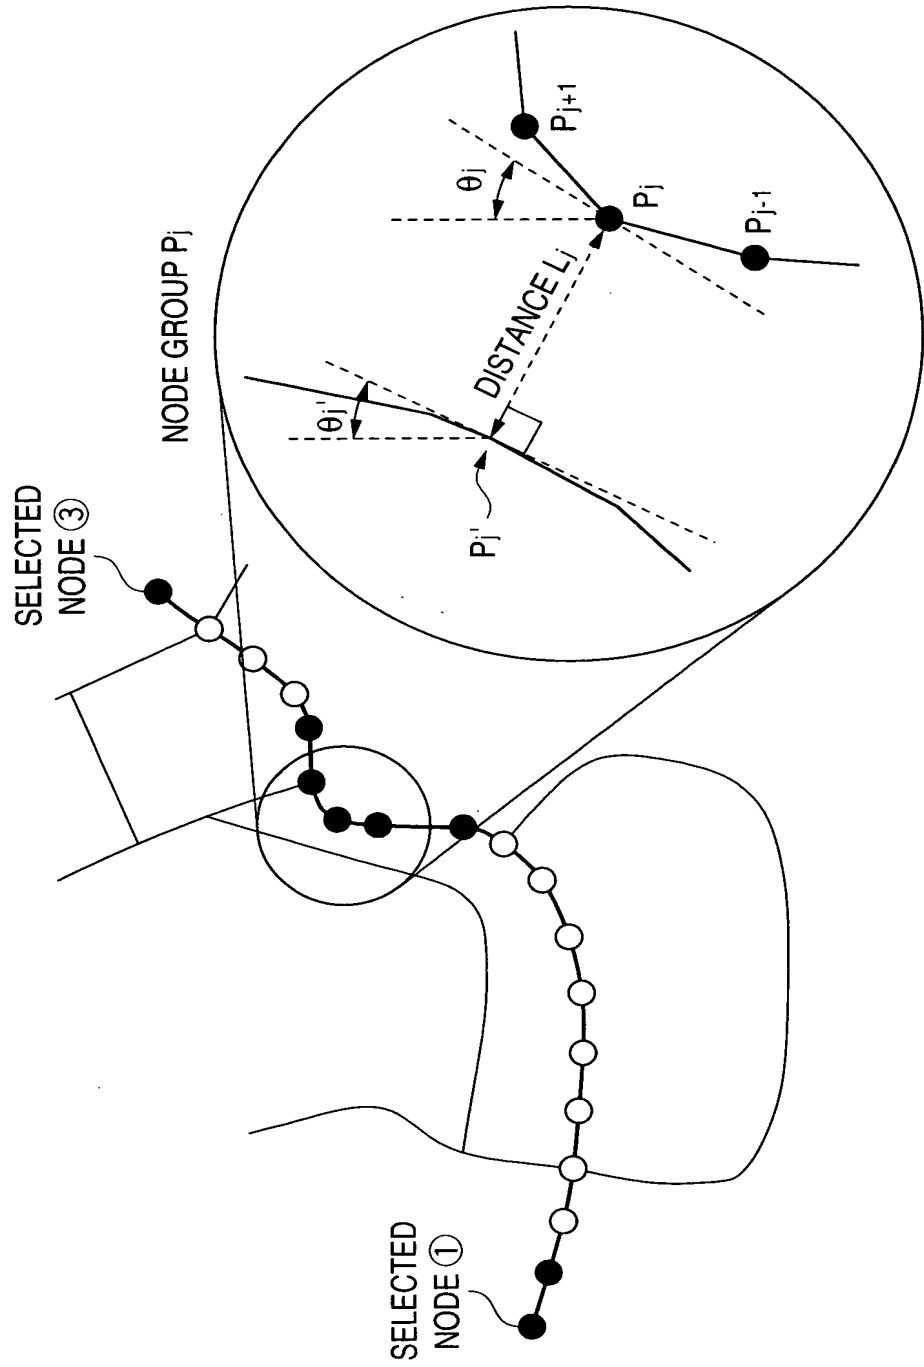 SELECTED
NODE ①
SELECTED
NODE ③
NODE GROUP Pj
θj'
Pj'
DISTANCE Lj
θj
Pj+1
Pj
Pj-1